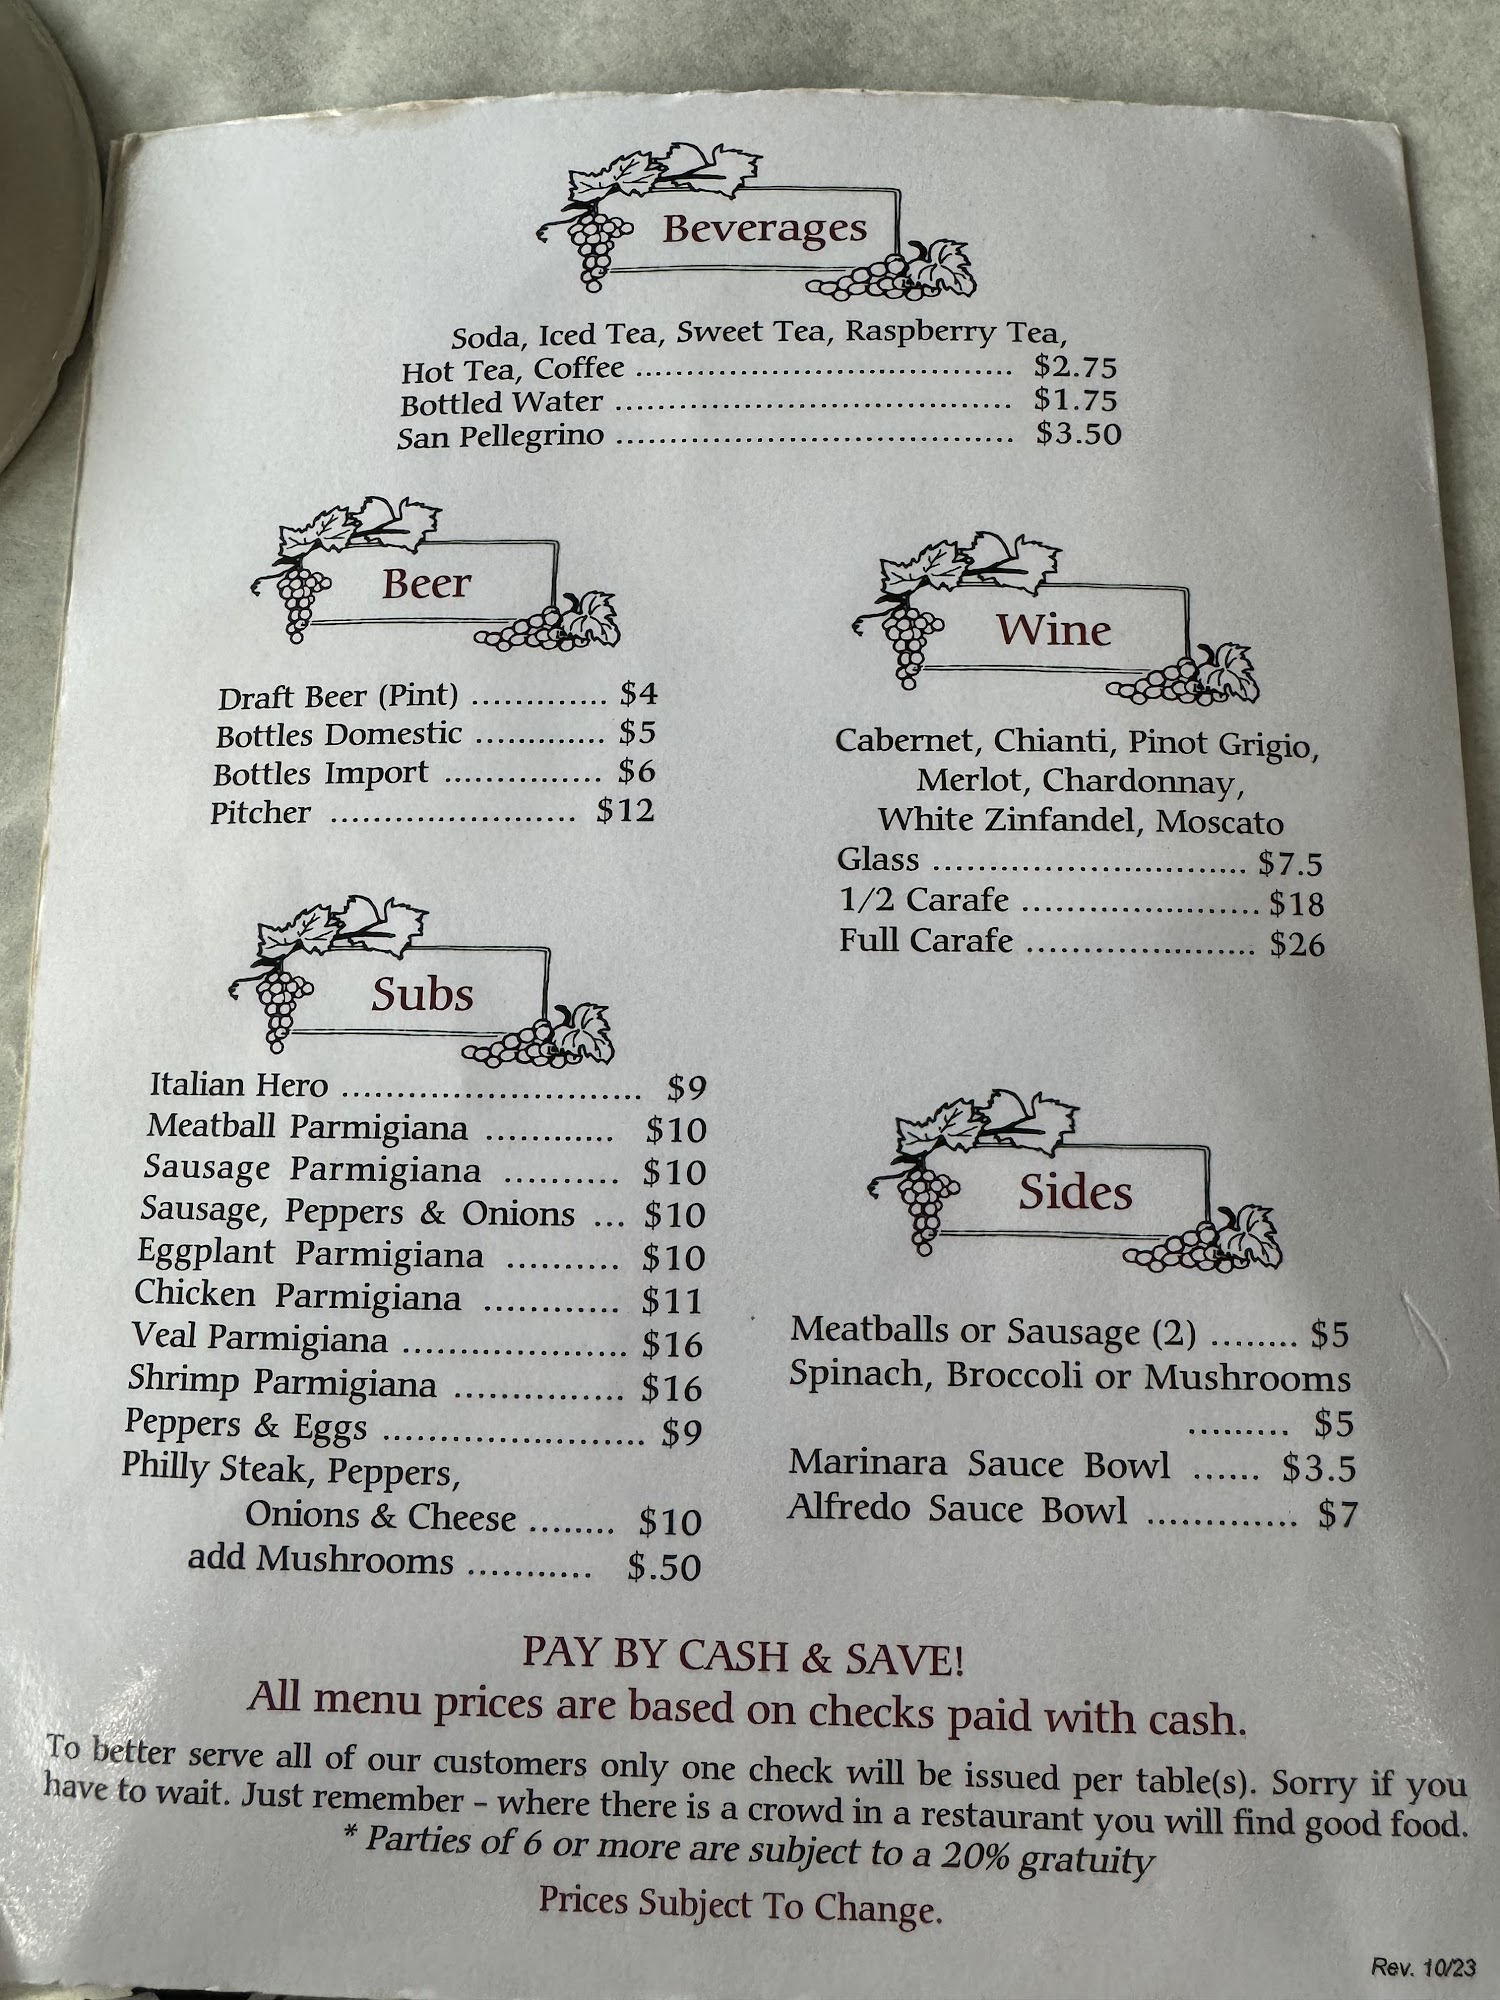 Beverages
Soda, Iced Tea, Sweet Tea, Raspberry Tea,
Hot Tea, Coffee ..................................... $2.75
Bottled Water ...................................... $1.75
San Pellegrino ...................................... $3.50
Beer
Draft Beer (Pint) ............. $4
Bottles Domestic ............. $5
Bottles Import ............... $6
Pitcher ....................... $12
Wine
Cabernet, Chianti, Pinot Grigio,
Merlot, Chardonnay,
White Zinfandel, Moscato
Glass ............................. $7.5
1/2 Carafe ...................... $18
Full Carafe ..................... $26
Subs
Italian Hero ............................ $9
Meatball Parmigiana ............ $10
Sausage Parmigiana .......... $10
Sausage, Peppers & Onions ... $10
Eggplant Parmigiana .......... $10
Chicken Parmigiana ............ $11
Veal Parmigiana ..................... $16
Shrimp Parmigiana ............... $16
Peppers & Eggs ........................ $9
Philly Steak, Peppers,
Onions & Cheese ........ $10
add Mushrooms ........... $.50
Sides
Meatballs or Sausage (2) ........ $5
Spinach, Broccoli or Mushrooms
......... $5
Marinara Sauce Bowl ...... $3.5
Alfredo Sauce Bowl ............. $7
PAY BY CASH & SAVE!
All menu prices are based on checks paid with cash.
To better serve all of our customers only one check will be issued per table(s). Sorry if you
have to wait. Just remember – where there is a crowd in a restaurant you will find good food.
* Parties of 6 or more are subject to a 20% gratuity
Prices Subject To Change.
Rev. 10/23